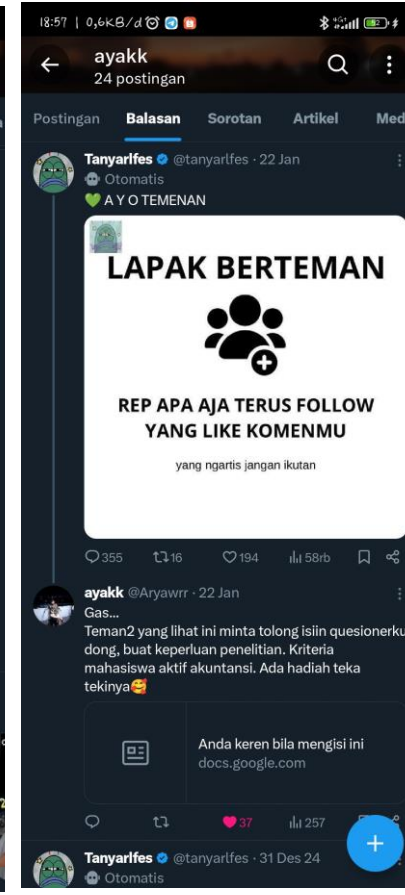 18:57 | 0,6KB/d
ayakk
24 postingan
Postingan Balasan Sorotan Artikel Med
Tanyarlfes @tanyarlfes · 22 Jan
Otomatis
💚 A Y O TEMENAN
LAPAK BERTEMAN
REP APA AJA TERUS FOLLOW
YANG LIKE KOMENMU
yang ngartis jangan ikutan
355 16 194 58rb
ayakk @Aryawrr · 22 Jan
Gas...
Teman2 yang lihat ini minta tolong isiin quesionerku
dong, buat keperluan penelitian. Kriteria
mahasiswa aktif akuntansi. Ada hadiah teka
tekinya🥰
Anda keren bila mengisi ini
docs.google.com
37 257
Tanyarlfes @tanyarlfes · 31 Des 24
Otomatis